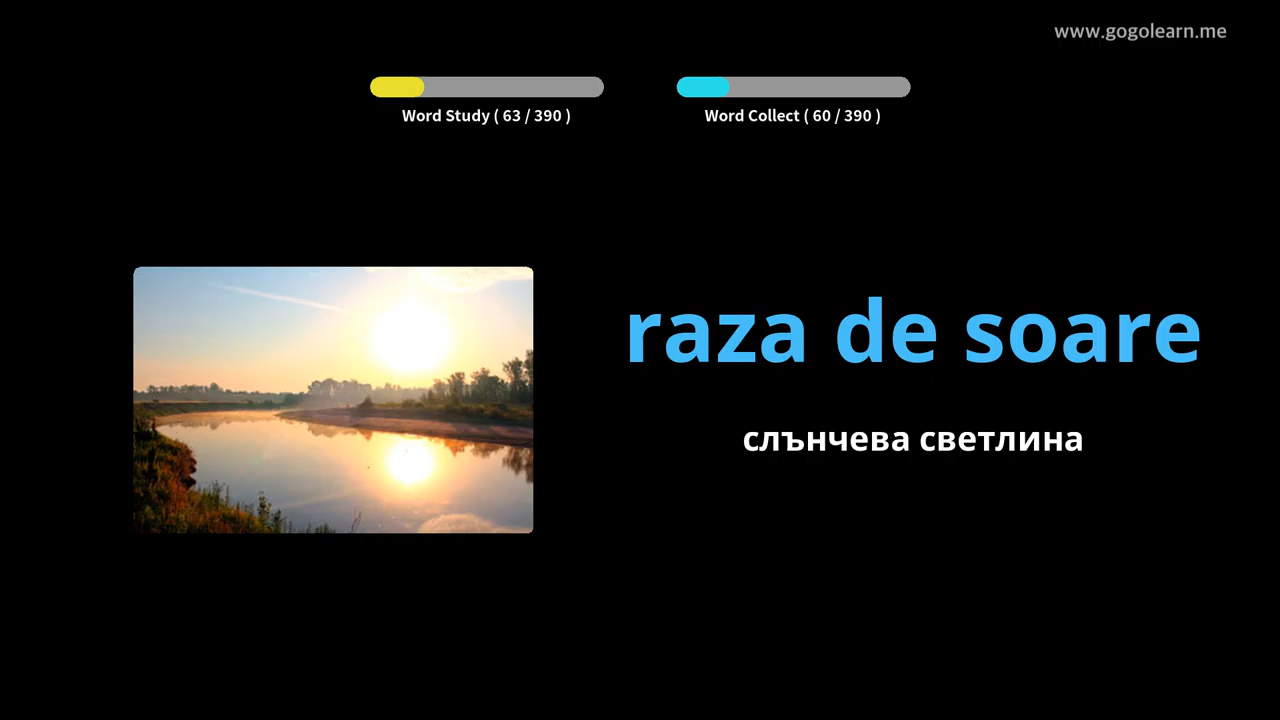 www.gogolearn.me
Word Study ( 63 / 390 )
Word Collect ( 60 / 390 )
raza de soare
слънчева светлина